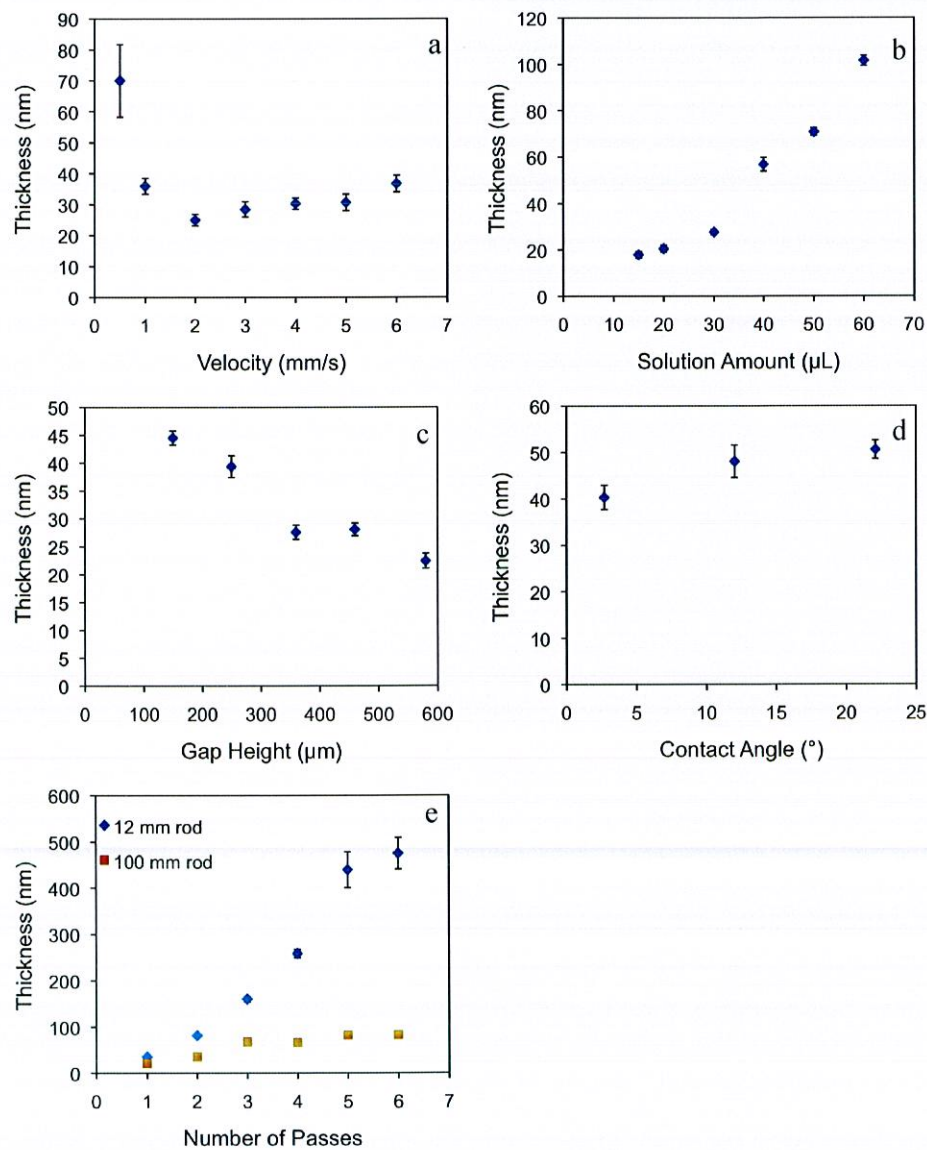 a
90
80
70
60
50
40
30
20
10
0
Thickness (nm)
0 1 2 3 4 5 6 7
Velocity (mm/s)
b
120
100
80
60
40
20
0
Thickness (nm)
0 10 20 30 40 50 60 70
Solution Amount (µL)
c
50
45
40
35
30
25
20
15
10
5
0
Thickness (nm)
0 100 200 300 400 500 600
Gap Height (µm)
d
60
50
40
30
20
10
0
Thickness (nm)
0 5 10 15 20 25
Contact Angle (°)
e
12 mm rod
100 mm rod
600
500
400
300
200
100
0
Thickness (nm)
0 1 2 3 4 5 6 7
Number of Passes